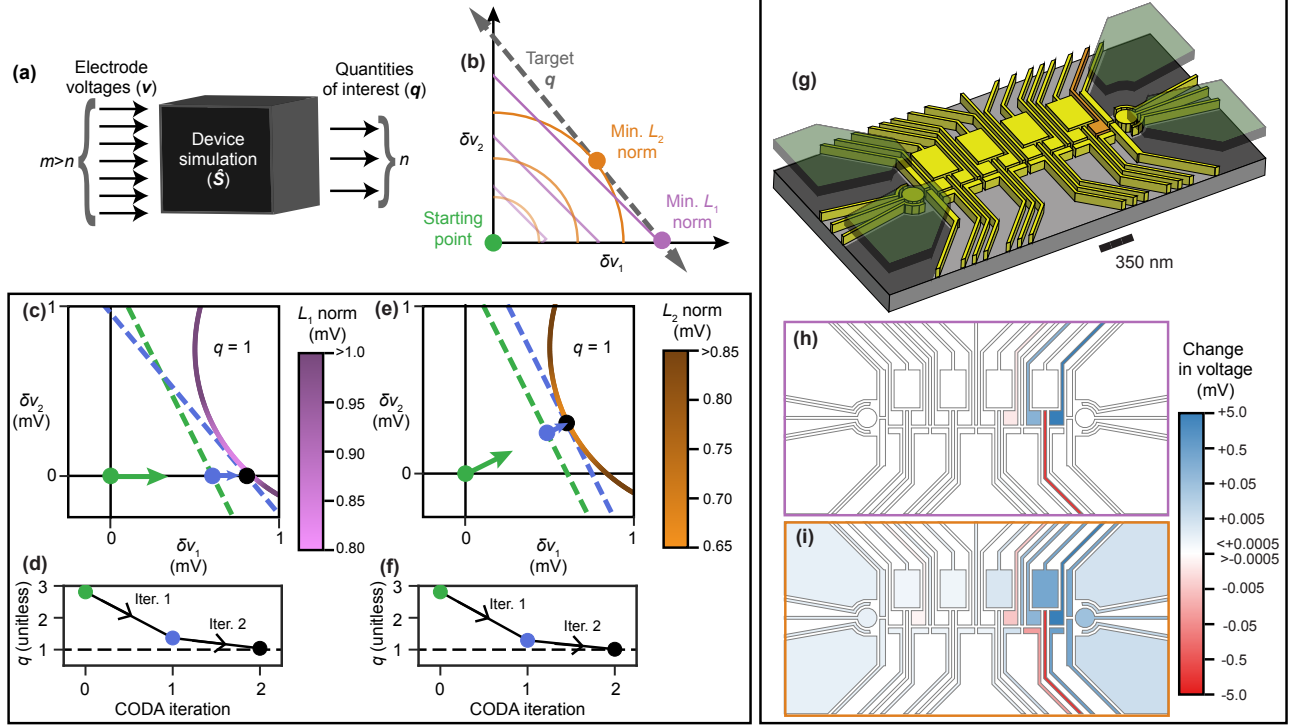 (a)
Electrode
voltages (v)
m>n
Device
simulation
(Ŝ)
Quantities
of interest (q)
n
(b)
Target
q
δv2
Min. L2
norm
Min. L1
norm
Starting
point
δv1
(c)
1
q = 1
δv2
(mV)
0
0
1
δv1
(mV)
L1 norm
(mV)
>1.0
0.95
0.90
0.85
0.80
(d)
q (unitless)
3
2
1
Iter. 1
Iter. 2
0
1
2
CODA iteration
(e)
1
q = 1
δv2
(mV)
0
0
1
δv1
(mV)
L2 norm
(mV)
>0.85
0.80
0.75
0.70
0.65
(f)
q (unitless)
3
2
1
Iter. 1
Iter. 2
0
1
2
CODA iteration
(g)
350 nm
(h)
(i)
Change
in voltage
(mV)
+5.0
+0.5
+0.05
+0.005
<+0.0005
>-0.0005
-0.005
-0.05
-0.5
-5.0